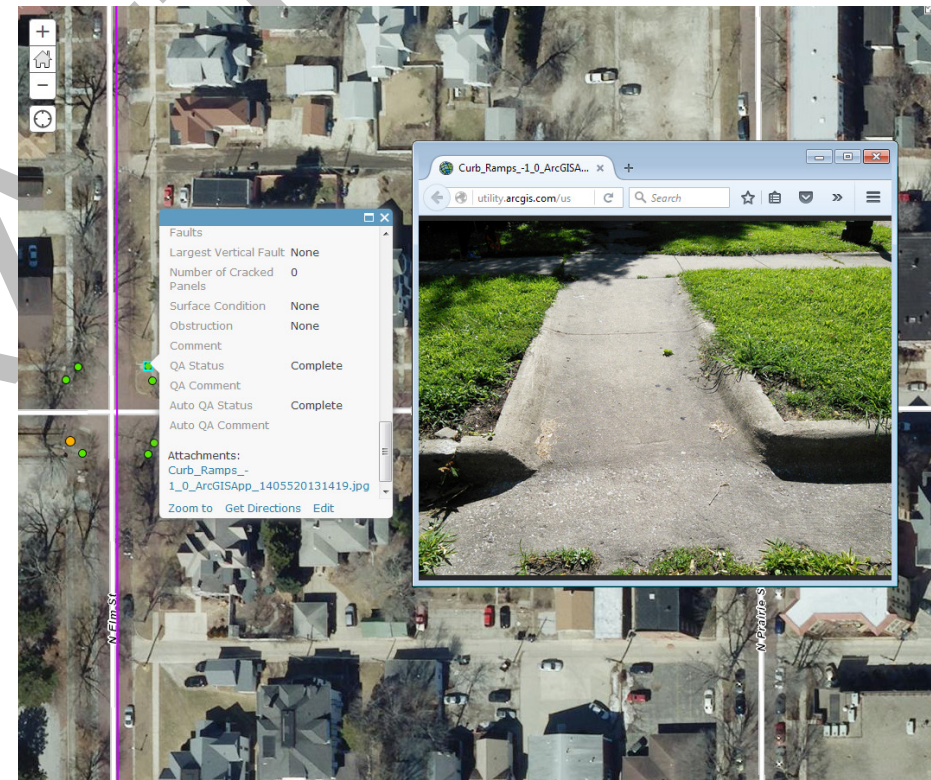 +
−
Curb_Ramps_-1_0_ArcGISA... × +
utility.arcgis.com/us
Search
Faults
Largest Vertical Fault None
Number of Cracked 0
Panels
Surface Condition None
Obstruction None
Comment
QA Status Complete
QA Comment
Auto QA Status Complete
Auto QA Comment
Attachments:
Curb_Ramps_-
1_0_ArcGISApp_1405520131419.jpg
Zoom to Get Directions Edit
N Elm St
N Prairie S